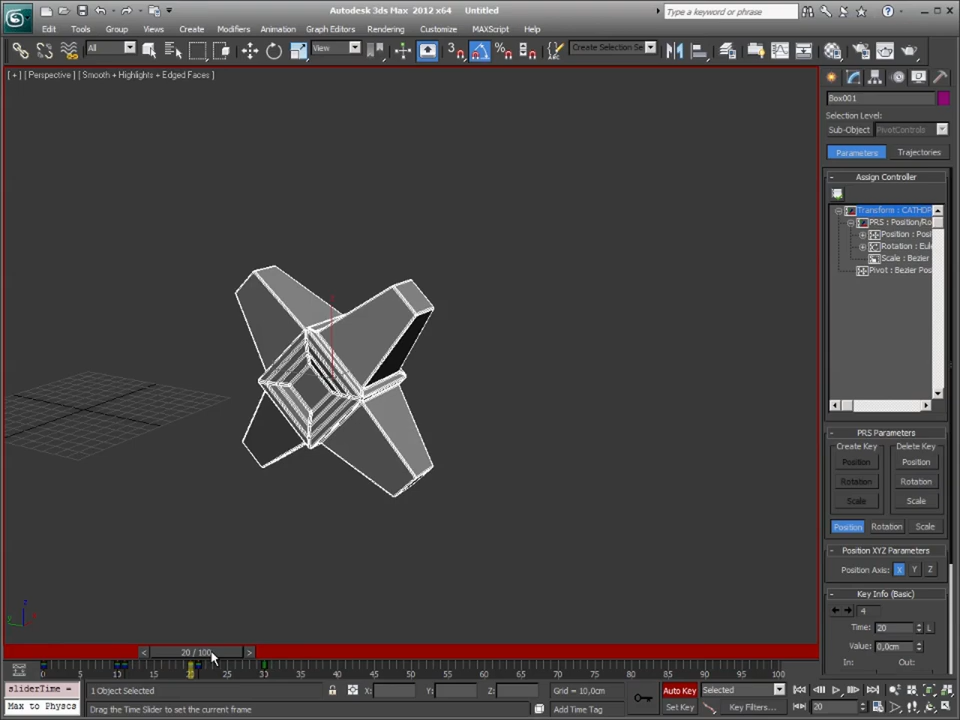 Autodesk 3ds Max 2012 x64 Untitled
Type a keyword or phrase
Edit Tools Group Views Create Modifiers Animation Graph Editors Rendering Customize MAXScript Help
All View Create Selection Se
[ + ] [ Perspective ] [ Smooth + Highlights + Edged Faces ]
Box001
Selection Level:
Sub-Object PivotControls
Parameters Trajectories
- Assign Controller
Transform : CATHDP
PRS : Position/Ro
Position : Posi
Rotation : Eul
Scale : Bezier
Pivot : Bezier Pos
- PRS Parameters
Create Key Delete Key
Position Position
Rotation Rotation
Scale Scale
Position Rotation Scale
- Position XYZ Parameters
Position Axis: X Y Z
- Key Info (Basic)
4
Time: 20 L
Value: 0,0cm
In: Out:
z
y
< 20 / 100 >
0 5 10 15 20 25 30 35 40 45 50 55 60 65 70 75 80 85 90 95 100
sliderTime = 1 Object Selected X: Y: Z: Grid = 10,0cm Auto Key Selected
Max to Physcs Drag the Time Slider to set the current frame Add Time Tag Set Key Key Filters... 20